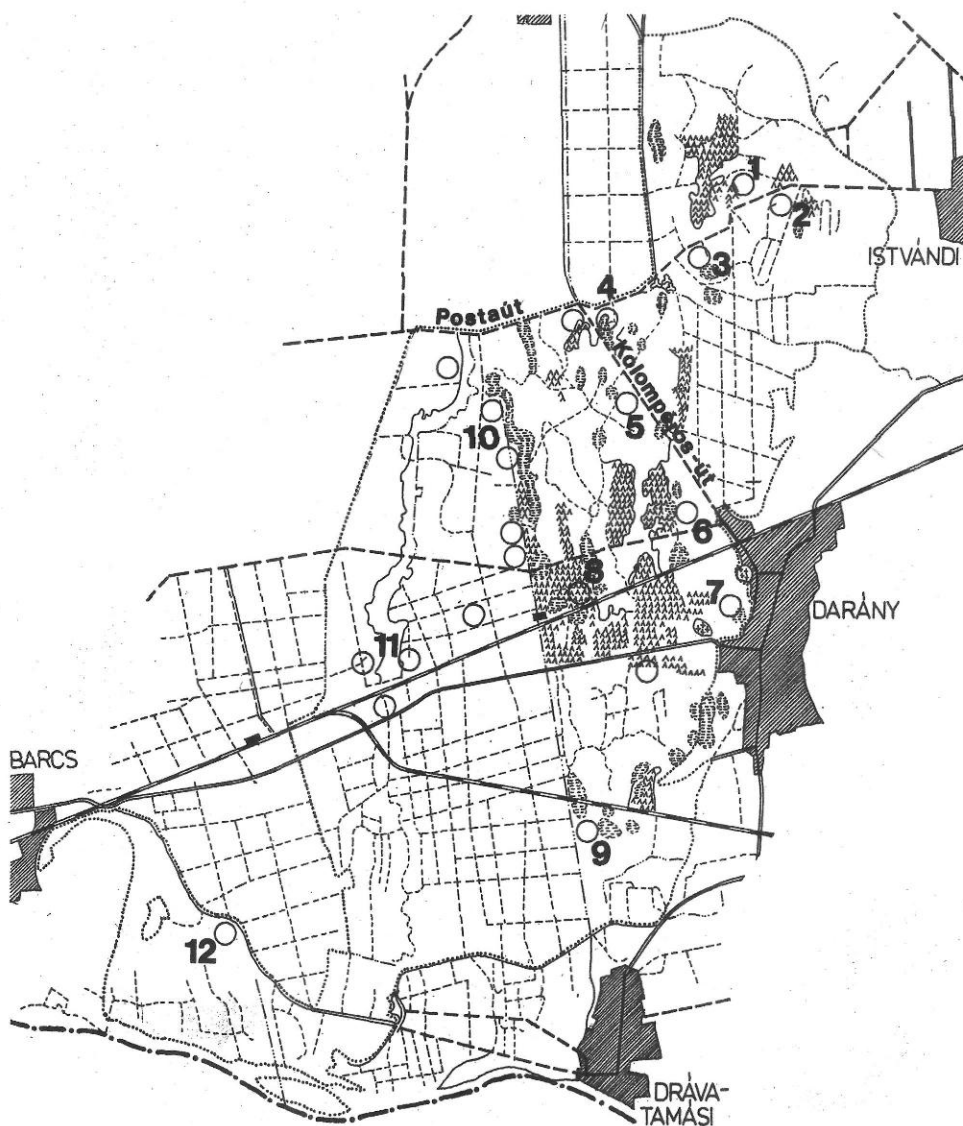 1
2
ISTVÁNDI
3
4
Postaút
Kólomperos-út
5
10
6
8
7
DARÁNY
11
BARCS
9
12
DRÁVA-
TAMÁSI